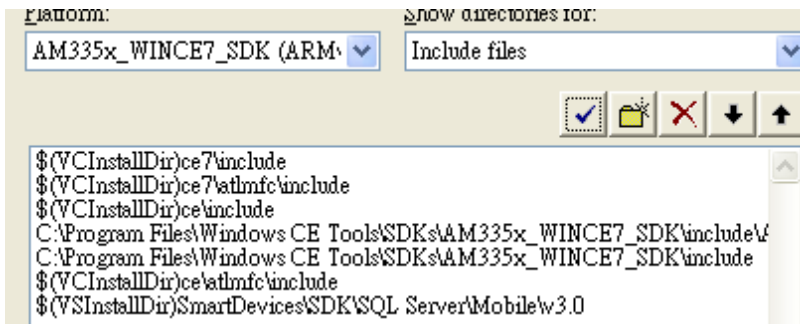 Platform:
Show directories for:
AM335x_WINCE7_SDK (ARM
Include files
$(VCInstallDir)ce7\include
$(VCInstallDir)ce7\atlmfc\include
$(VCInstallDir)ce\include
C:\Program Files\Windows CE Tools\SDKs\AM335x_WINCE7_SDK\include\A
C:\Program Files\Windows CE Tools\SDKs\AM335x_WINCE7_SDK\include
$(VCInstallDir)ce\atlmfc\include
$(VSInstallDir)SmartDevices\SDK\SQL Server\Mobile\v3.0